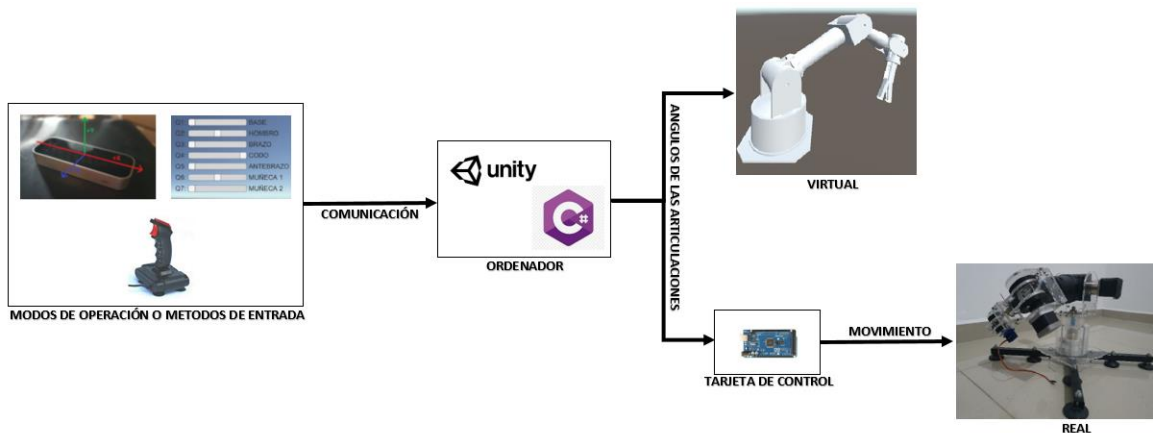 Q1: BASE
Q2: HOMBRO
Q3: BRAZO
Q4: CODO
Q5: ANTEBRAZO
Q6: MUÑECA 1
Q7: MUÑECA 2
MODOS DE OPERACIÓN O METODOS DE ENTRADA
COMUNICACIÓN
unity
C#
ORDENADOR
ANGULOS DE LAS ARTICULACIONES
VIRTUAL
TARJETA DE CONTROL
MOVIMIENTO
REAL